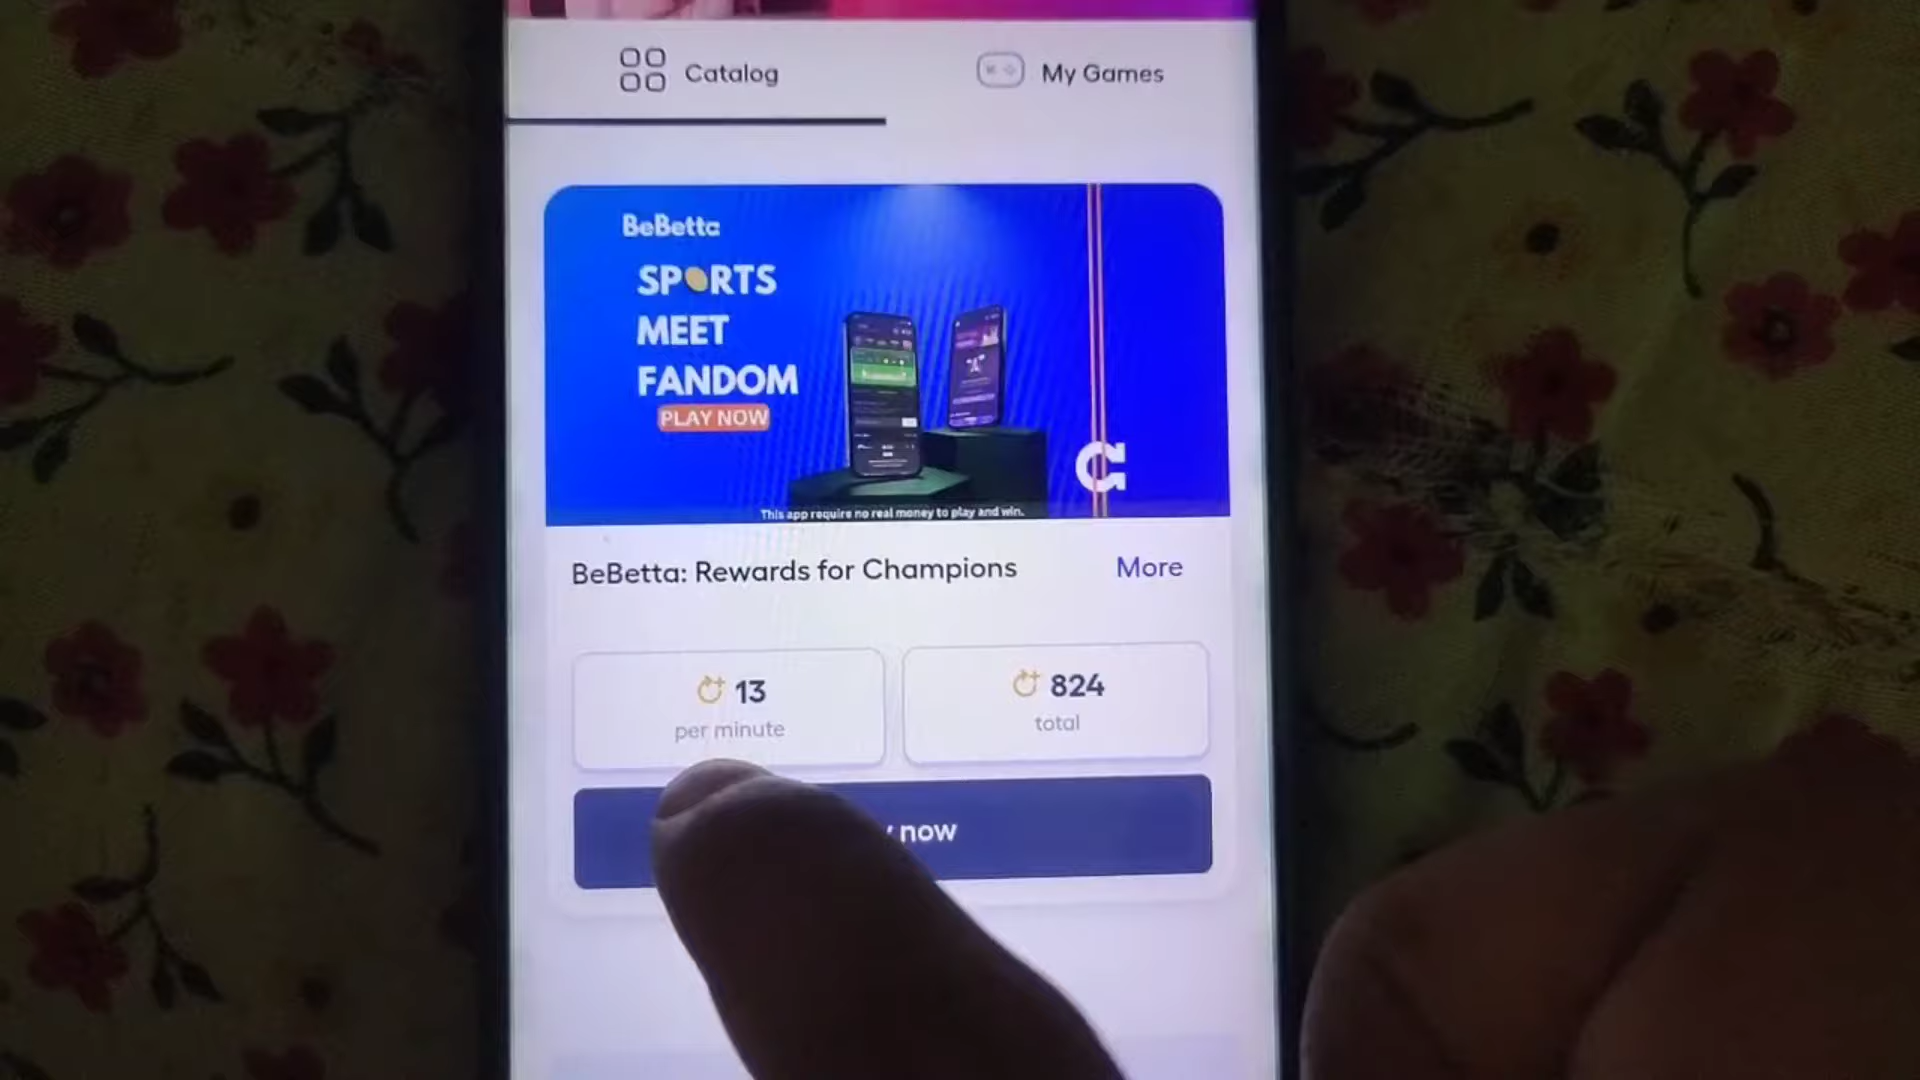 Catalog
My Games
BeBetta
SPORTS
MEET
FANDOM
PLAY NOW
This app require no real money to play and win.
BeBetta: Rewards for Champions
More
13
per minute
824
total
now